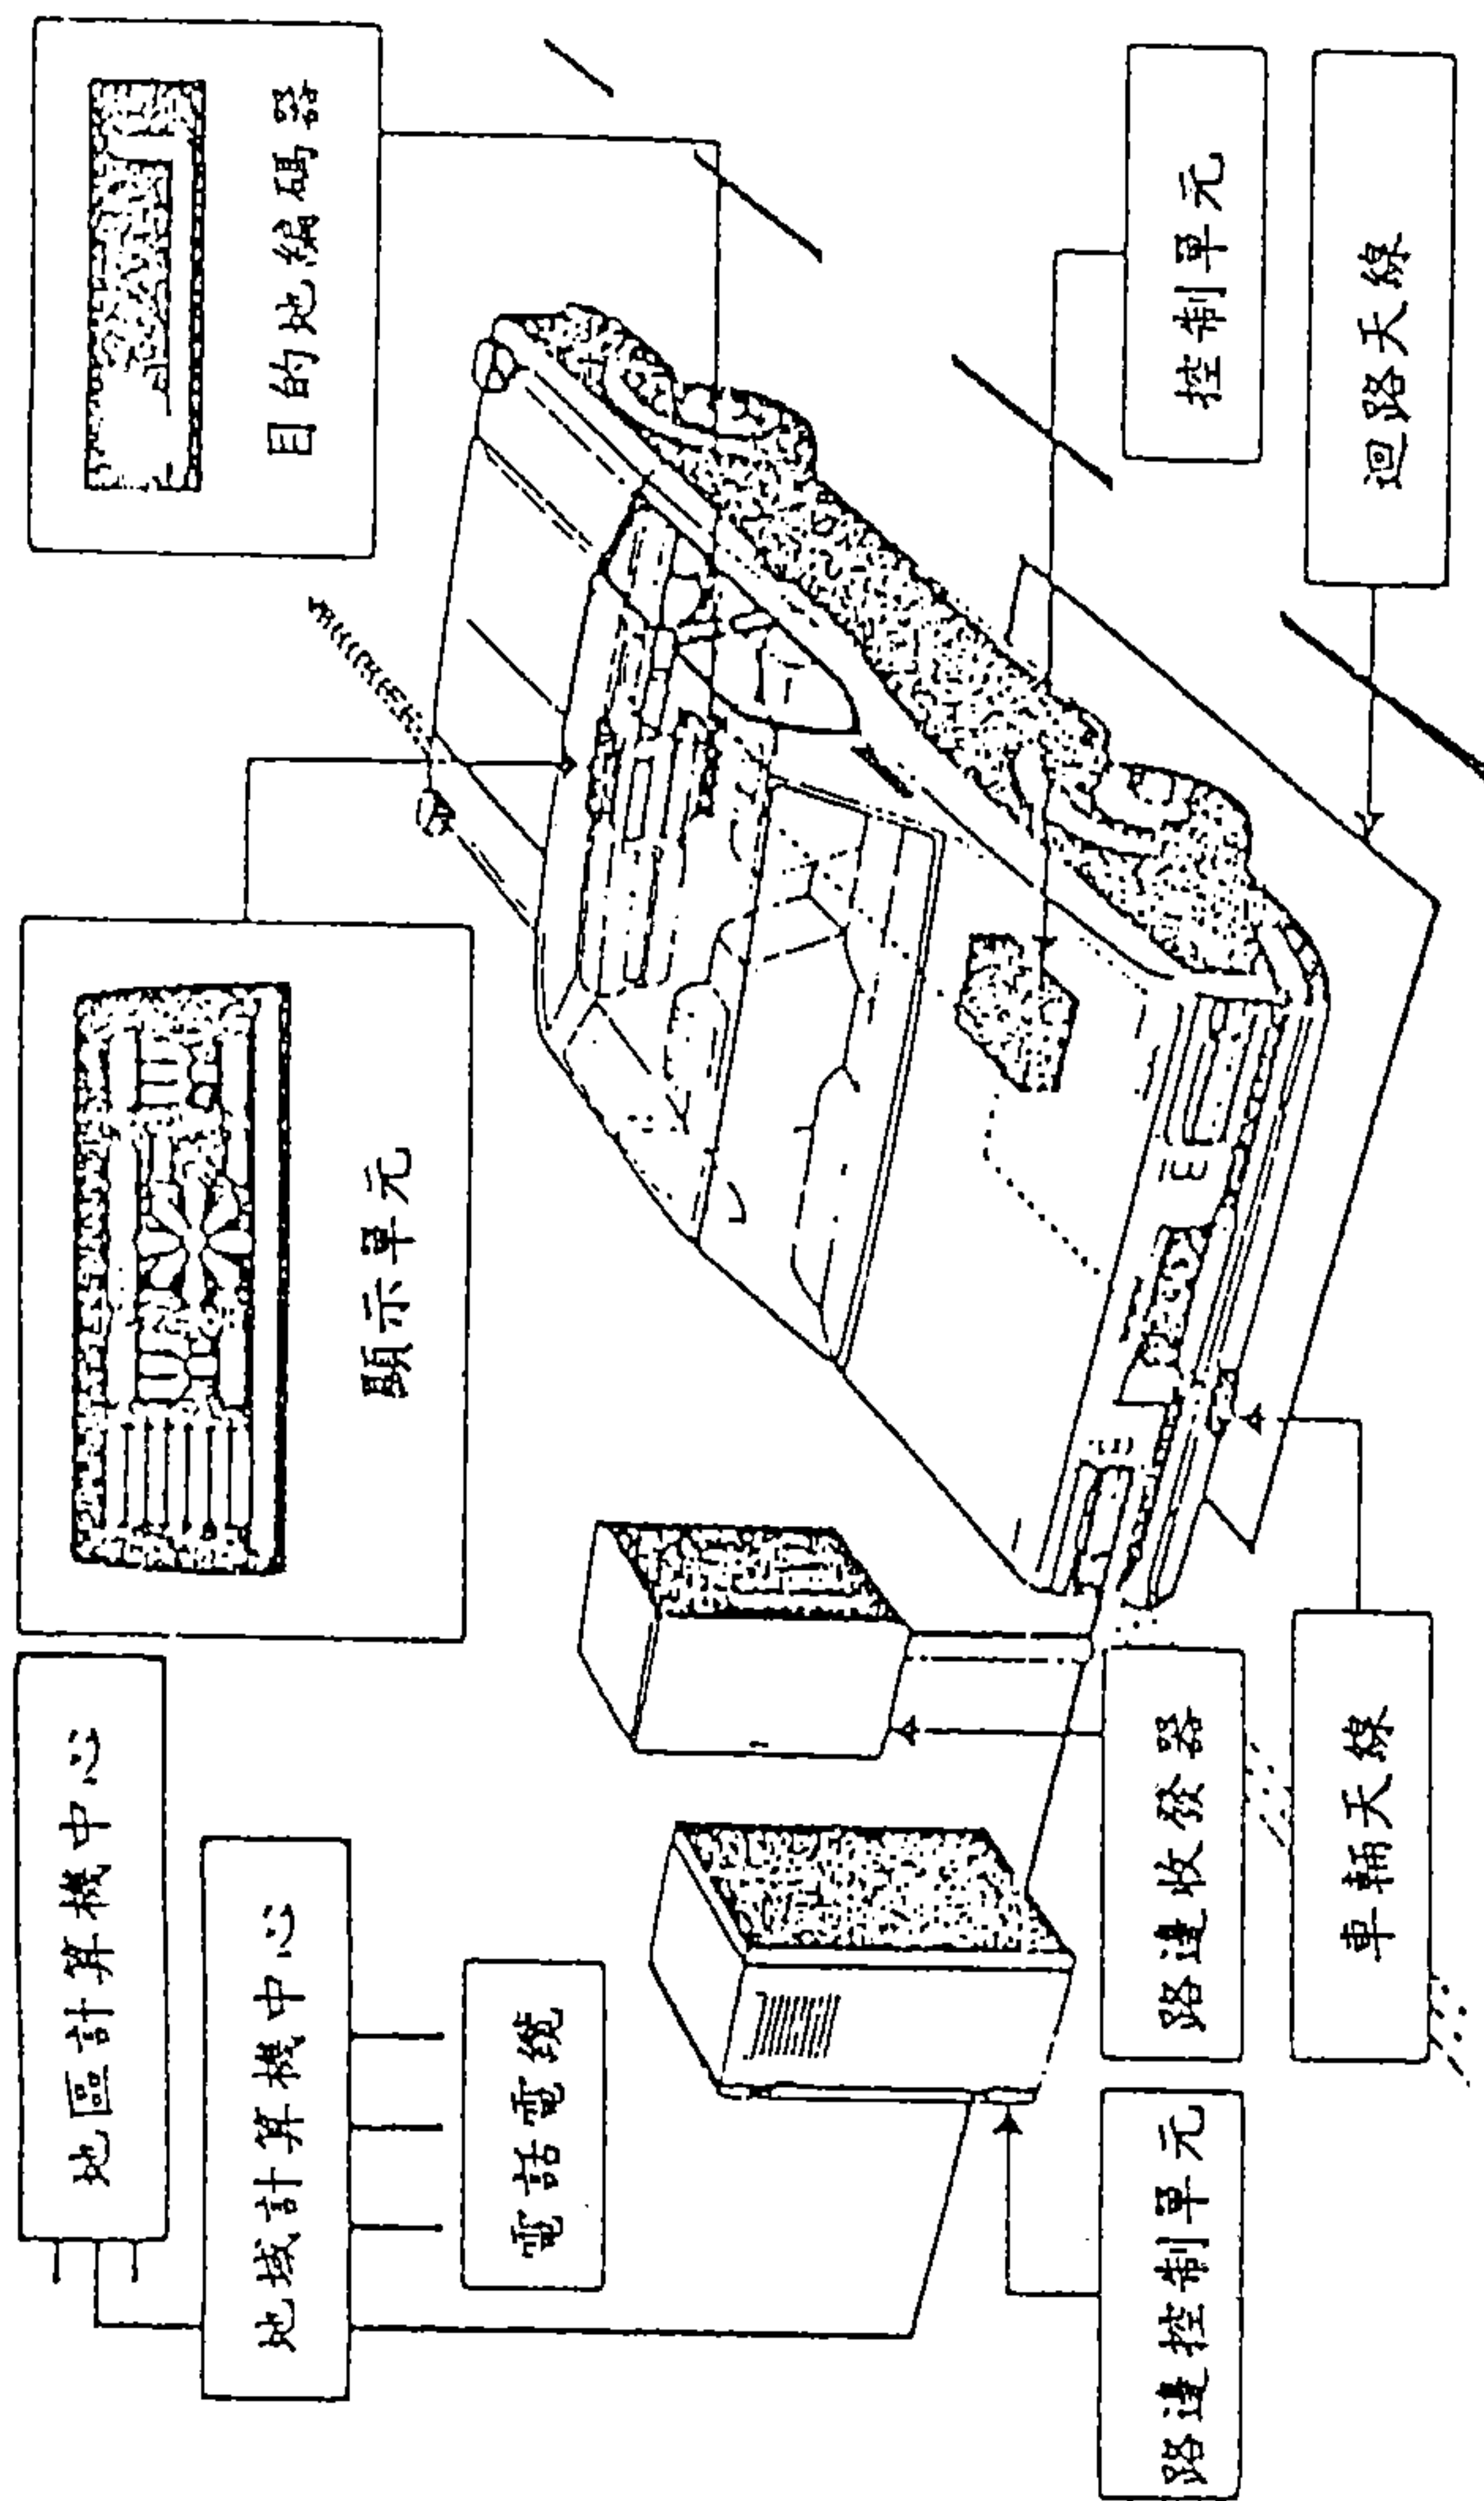 地區計算機中心
地域計算機中心
電話電纜
顯示單元
目的地編碼器
路邊控制單元
路邊收發器
車輛天線
控制單元
迴路天線